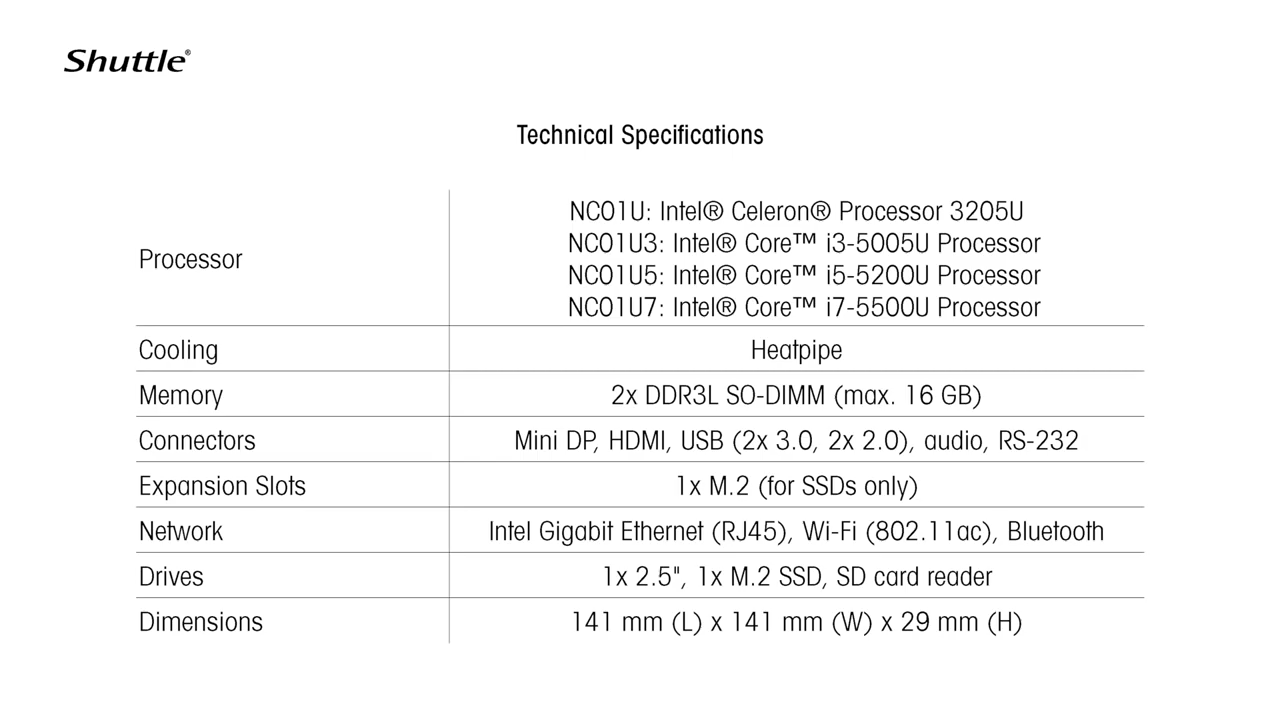 Shuttle®
Technical Specifications
Processor
NC01U: Intel® Celeron® Processor 3205U
NC01U3: Intel® Core™ i3-5005U Processor
NC01U5: Intel® Core™ i5-5200U Processor
NC01U7: Intel® Core™ i7-5500U Processor
Cooling Heatpipe
Memory 2x DDR3L SO-DIMM (max. 16 GB)
Connectors Mini DP, HDMI, USB (2x 3.0, 2x 2.0), audio, RS-232
Expansion Slots 1x M.2 (for SSDs only)
Network Intel Gigabit Ethernet (RJ45), Wi-Fi (802.11ac), Bluetooth
Drives 1x 2.5", 1x M.2 SSD, SD card reader
Dimensions 141 mm (L) x 141 mm (W) x 29 mm (H)